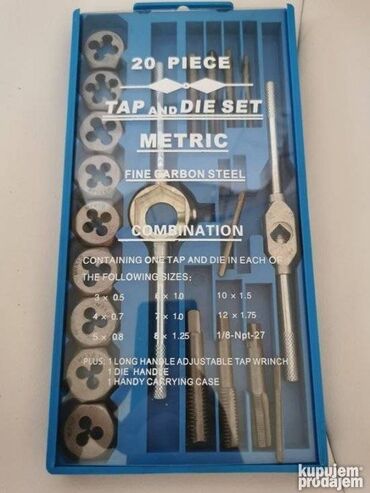 20 PIECE
TAP AND DIE SET
METRIC
FINE CARBON STEEL
COMBINATION
CONTAINING ONE TAP AND DIE IN EACH OF
THE FOLLOWING SIZES:
3 x 0.5 6 x 1.0 10 x 1.5
4 x 0.7 7 x 1.0 12 x 1.75
5 x 0.8 8 x 1.25 1/8-Npt-27
PLUS: 1 LONG HANDLE ADJUSTABLE TAP WRINCH
1 DIE HANDLE
1 HANDY CARRYING CASE
kupujem
prodajem